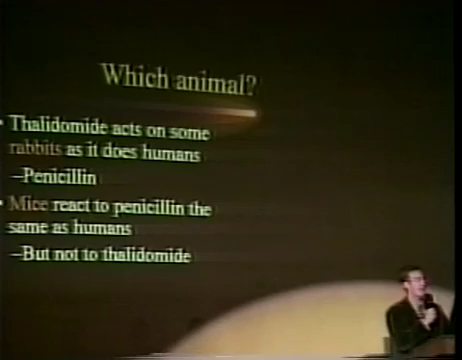 Which animal?
• Thalidomide acts on some
rabbits as it does humans
–Penicillin
• Mice react to penicillin the
same as humans
–But not to thalidomide